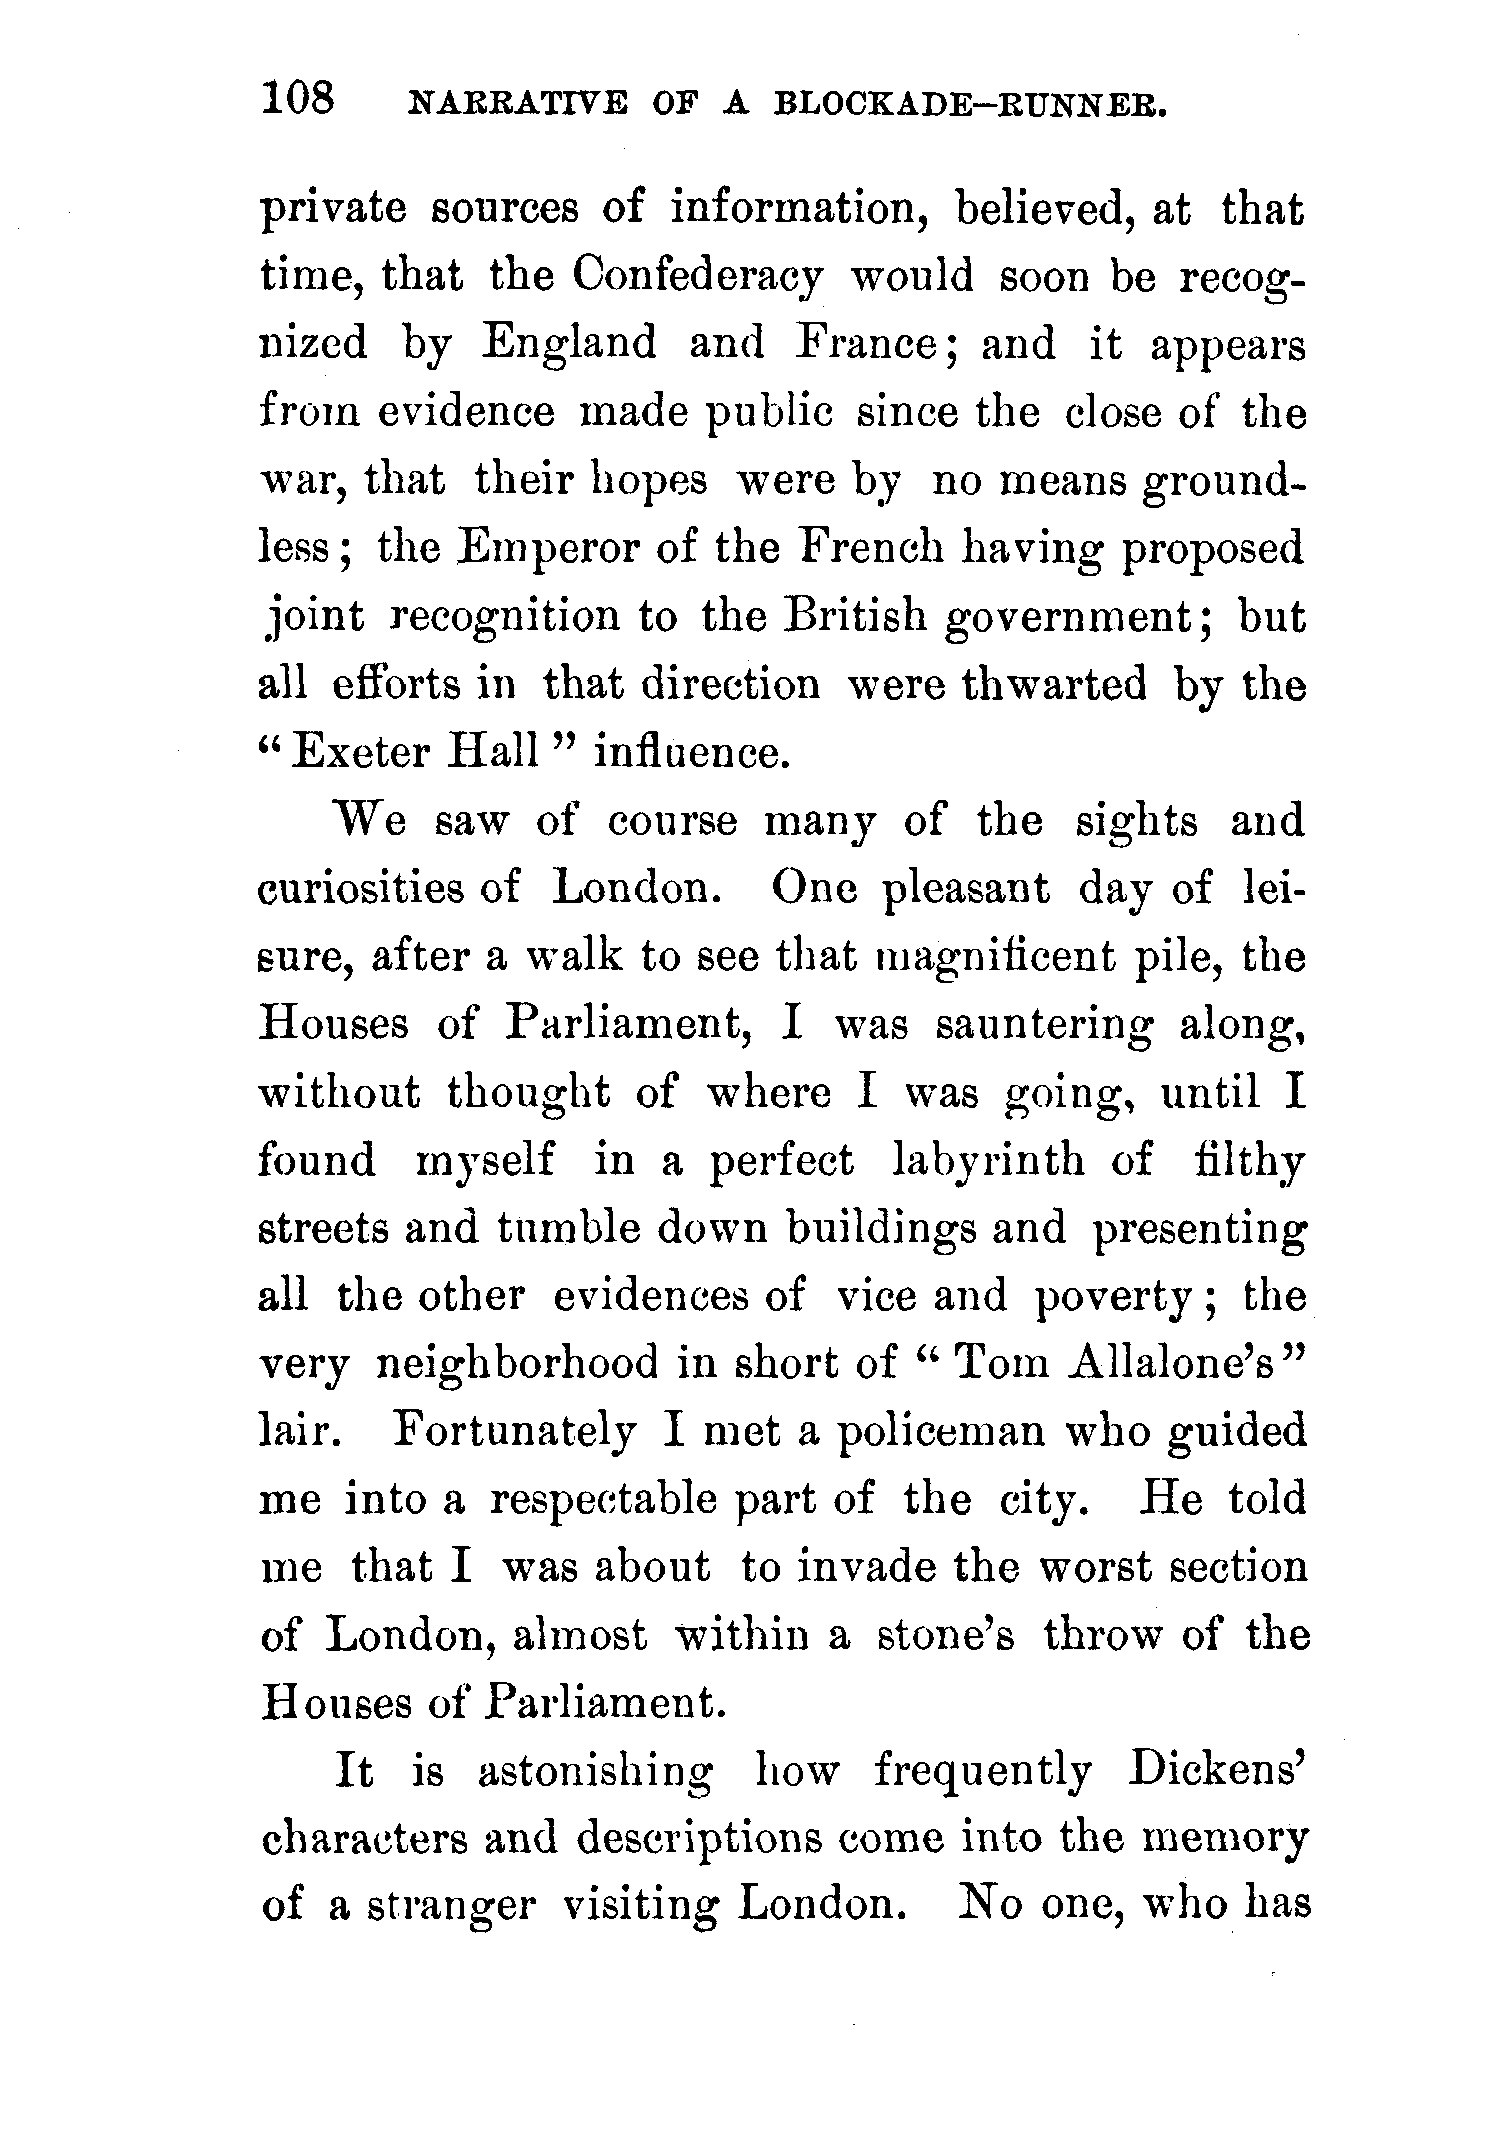 108 NARRATIVE OF A BLOCKADE-RUNNER.
private sources of information, believed, at that
time, that the Confederacy would soon be recog-
nized by England and France; and it appears
from evidence made public since the close of the
war, that their hopes were by no means ground-
less; the Emperor of the French having proposed
joint recognition to the British government; but
all efforts in that direction were thwarted by the
"Exeter Hall" influence.
We saw of course many of the sights and
curiosities of London. One pleasant day of lei-
sure, after a walk to see that magnificent pile, the
Houses of Parliament, I was sauntering along,
without thought of where I was going, until I
found myself in a perfect labyrinth of filthy
streets and tumble down buildings and presenting
all the other evidences of vice and poverty; the
very neighborhood in short of "Tom Allalone's"
lair. Fortunately I met a policeman who guided
me into a respectable part of the city. He told
me that I was about to invade the worst section
of London, almost within a stone's throw of the
Houses of Parliament.
It is astonishing how frequently Dickens'
characters and descriptions come into the memory
of a stranger visiting London. No one, who has